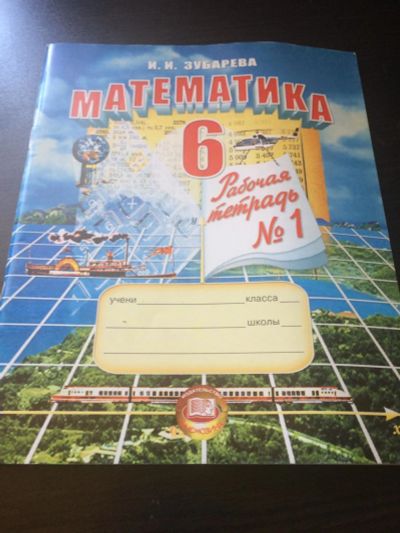 И. И. ЗУБАРЕВА
МАТЕМАТИКА
6
Рабочая
тетрадь
№ 1
учени класса
школы
x